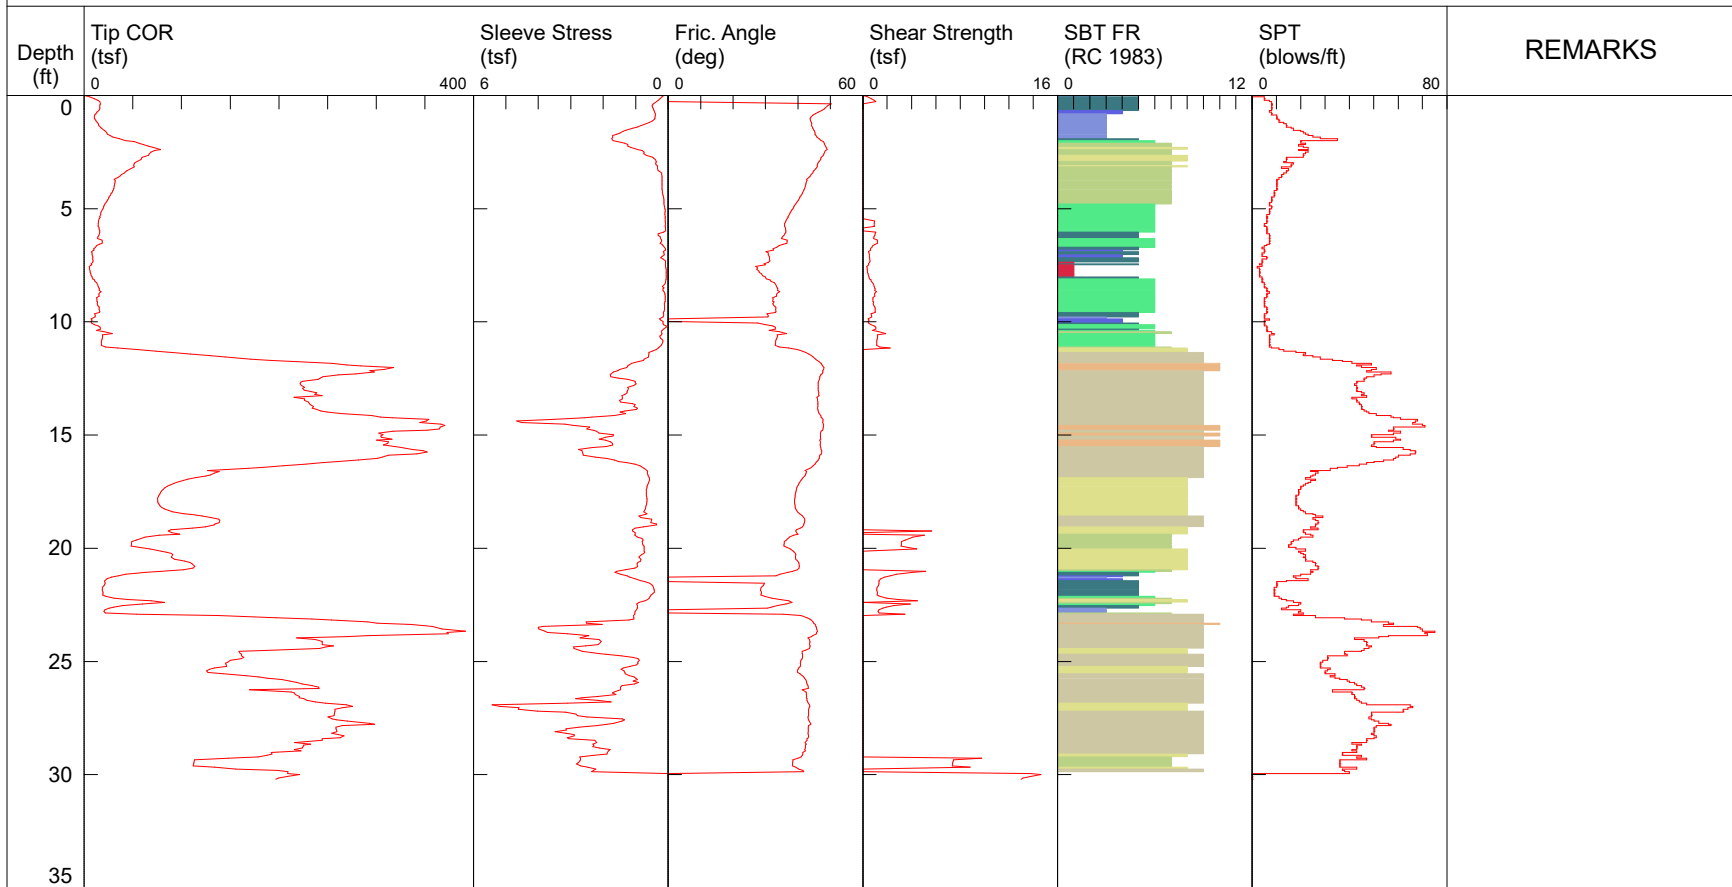 Depth
(ft)
Tip COR
(tsf)
0 400
Sleeve Stress
(tsf)
6 0
Fric. Angle
(deg)
0 60
Shear Strength
(tsf)
0 16
SBT FR
(RC 1983)
0 12
SPT
(blows/ft)
0 80
REMARKS
0
5
10
15
20
25
30
35